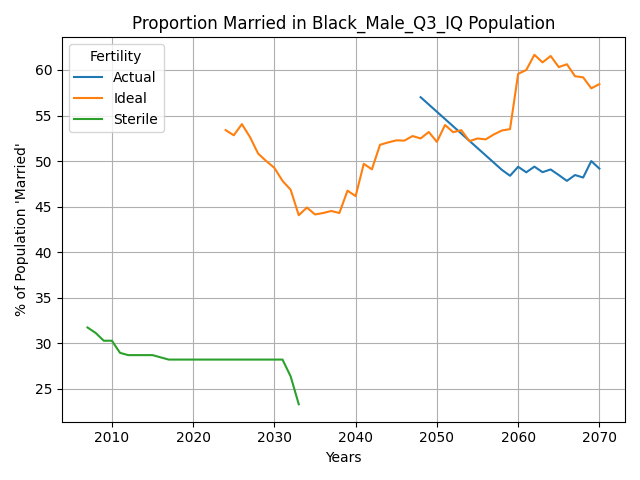 Proportion Married in Black_Male_Q3_IQ Population
Fertility
Actual
Ideal
Sterile
% of Population 'Married'
60
55
50
45
40
35
30
25
2010 2020 2030 2040 2050 2060 2070
Years